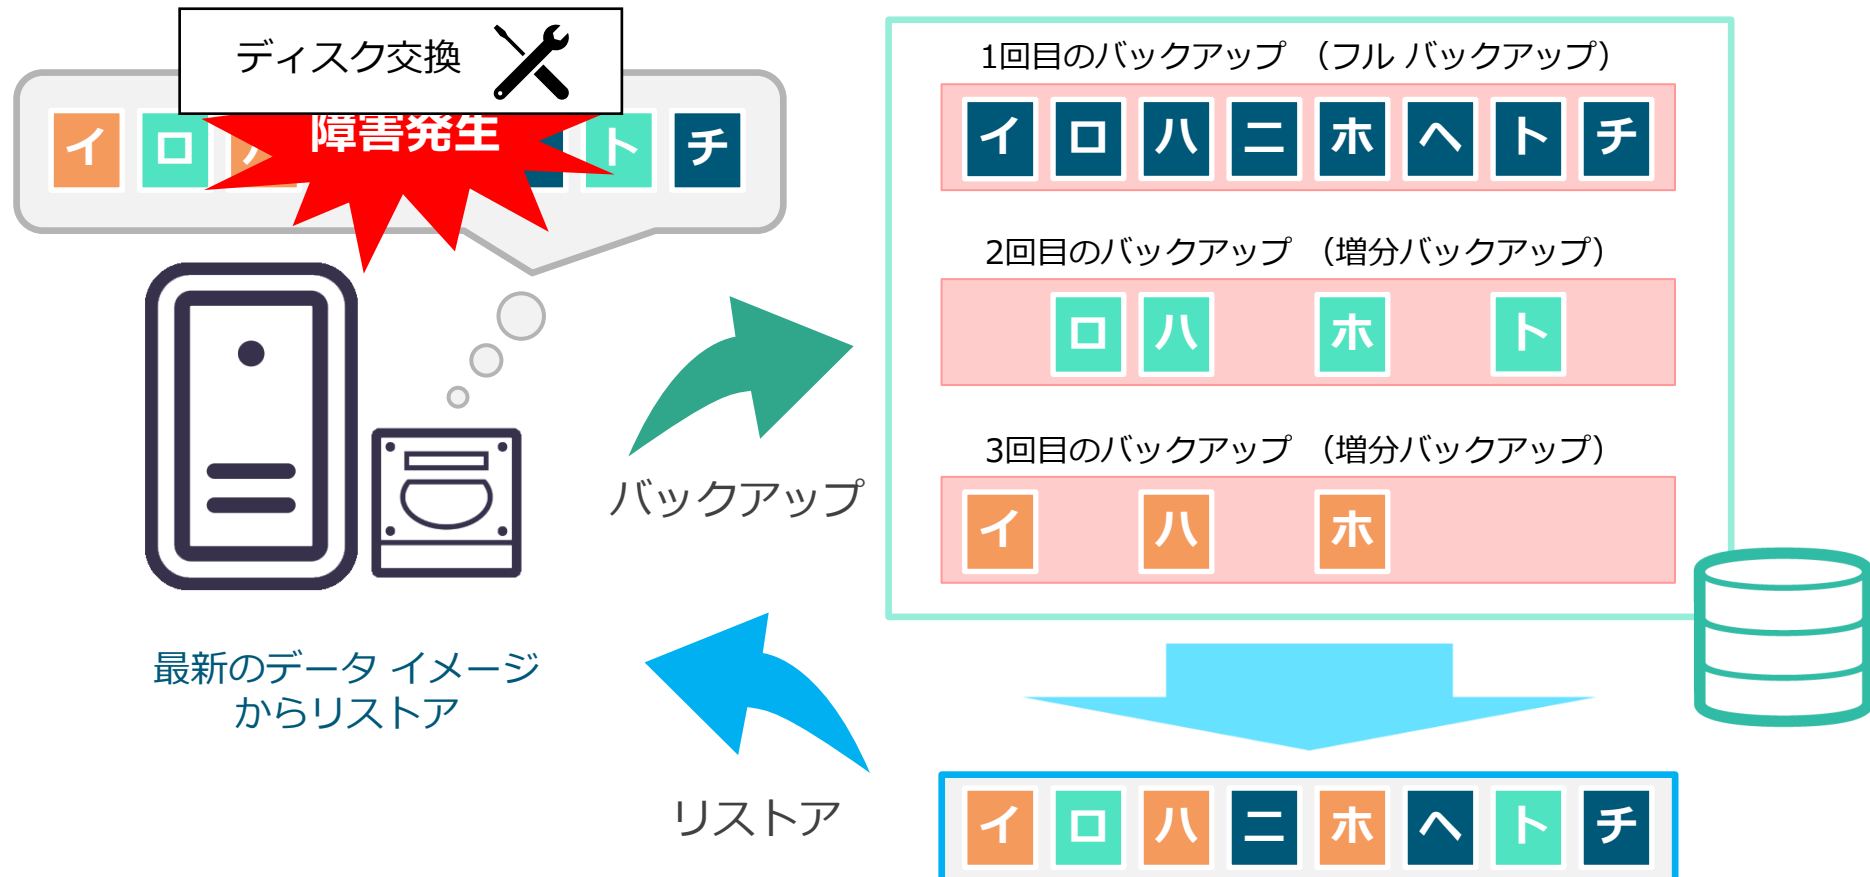 ディスク交換
障害発生
イ ロ ハ ト チ
1回目のバックアップ （フル バックアップ）
イ ロ ハ ニ ホ ヘ ト チ
2回目のバックアップ （増分バックアップ）
ロ ハ ホ ト
3回目のバックアップ （増分バックアップ）
イ ハ ホ
バックアップ
最新のデータ イメージ
からリストア
リストア
イ ロ ハ ニ ホ ヘ ト チ